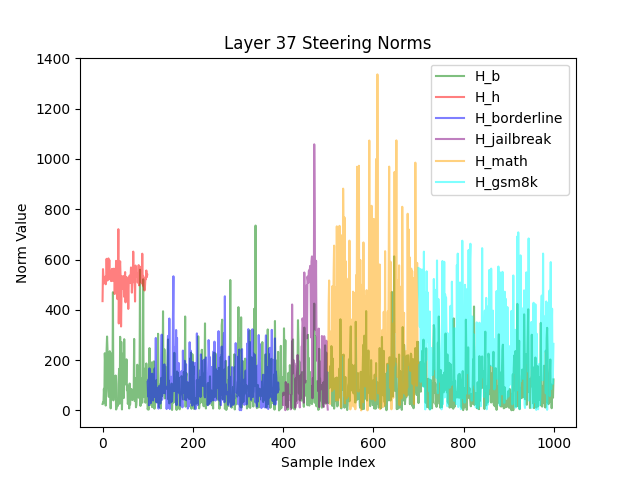 Layer 37 Steering Norms
1400
1200
1000
800
600
400
200
0
Norm Value
H_b
H_h
H_borderline
H_jailbreak
H_math
H_gsm8k
0 200 400 600 800 1000
Sample Index